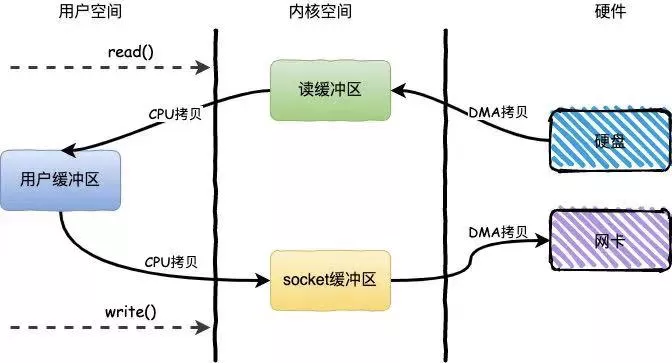 用户空间
内核空间
硬件
read()
读缓冲区
CPU拷贝
DMA拷贝
硬盘
用户缓冲区
CPU拷贝
DMA拷贝
网卡
socket缓冲区
write()